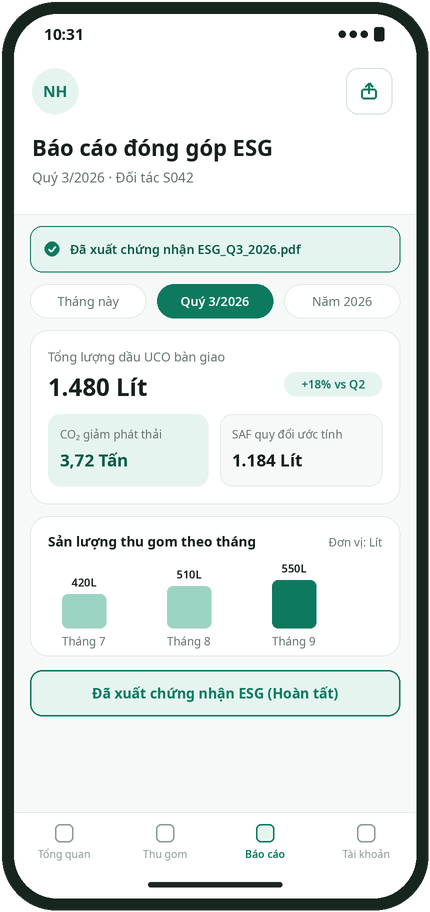 10:31
NH
Báo cáo đóng góp ESG
Quý 3/2026 · Đối tác S042
Đã xuất chứng nhận ESG_Q3_2026.pdf
Tháng này
Quý 3/2026
Năm 2026
Tổng lượng dầu UCO bàn giao
1.480 Lít
+18% vs Q2
CO₂ giảm phát thải
3,72 Tấn
SAF quy đổi ước tính
1.184 Lít
Sản lượng thu gom theo tháng
Đơn vị: Lít
420L
510L
550L
Tháng 7
Tháng 8
Tháng 9
Đã xuất chứng nhận ESG (Hoàn tất)
Tổng quan
Thu gom
Báo cáo
Tài khoản